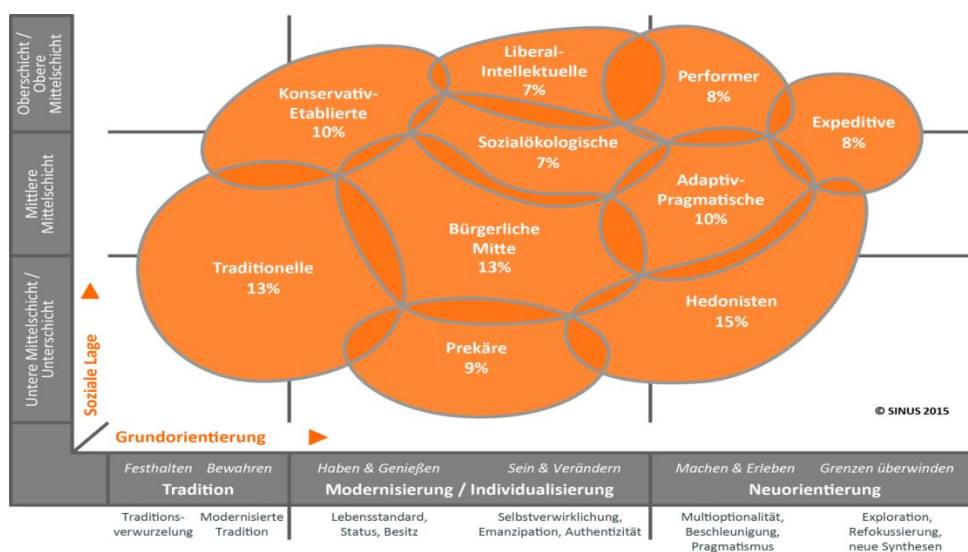 Oberschicht /
Obere
Mittelschicht
Mittlere
Mittelschicht
Untere Mittelschicht /
Unterschicht
Soziale Lage
Konservativ-
Etablierte
10%
Liberal-
Intellektuelle
7%
Performer
8%
Expeditive
8%
Sozialökologische
7%
Adaptiv-
Pragmatische
10%
Bürgerliche
Mitte
13%
Traditionelle
13%
Hedonisten
15%
Prekäre
9%
© SINUS 2015
Grundorientierung
Festhalten Bewahren
Tradition
Traditions-
verwurzelung
Modernisierte
Tradition
Haben & Genießen Sein & Verändern
Modernisierung / Individualisierung
Lebensstandard,
Status, Besitz
Selbstverwirklichung,
Emanzipation, Authentizität
Machen & Erleben Grenzen überwinden
Neuorientierung
Multioptionalität,
Beschleunigung,
Pragmatismus
Exploration,
Refokussierung,
neue Synthesen